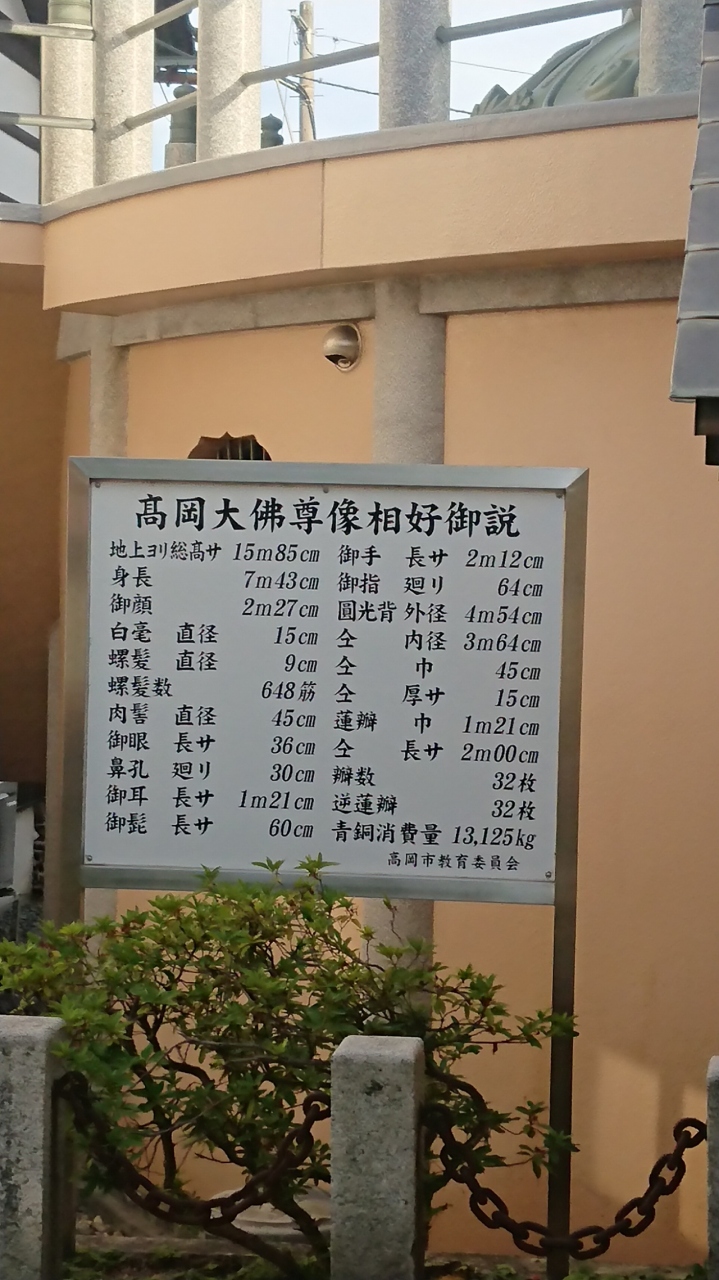 髙岡大佛尊像相好御説
地上ヨリ総高サ 15m85cm
身長 7m43cm
御顔 2m27cm
白毫 直径 15cm
螺髪 直径 9cm
螺髪数 648筋
肉髻 直径 45cm
御眼 長サ 36cm
鼻孔 廻リ 30cm
御耳 長サ 1m21cm
御髭 長サ 60cm
御手 長サ 2m12cm
御指 廻リ 64cm
圓光背 外径 4m54cm
仝 内径 3m64cm
仝 巾 45cm
仝 厚サ 15cm
蓮瓣 巾 1m21cm
仝 長サ 2m00cm
瓣数 32枚
逆蓮瓣 32枚
青銅消費量 13,125kg
高岡市教育委員会